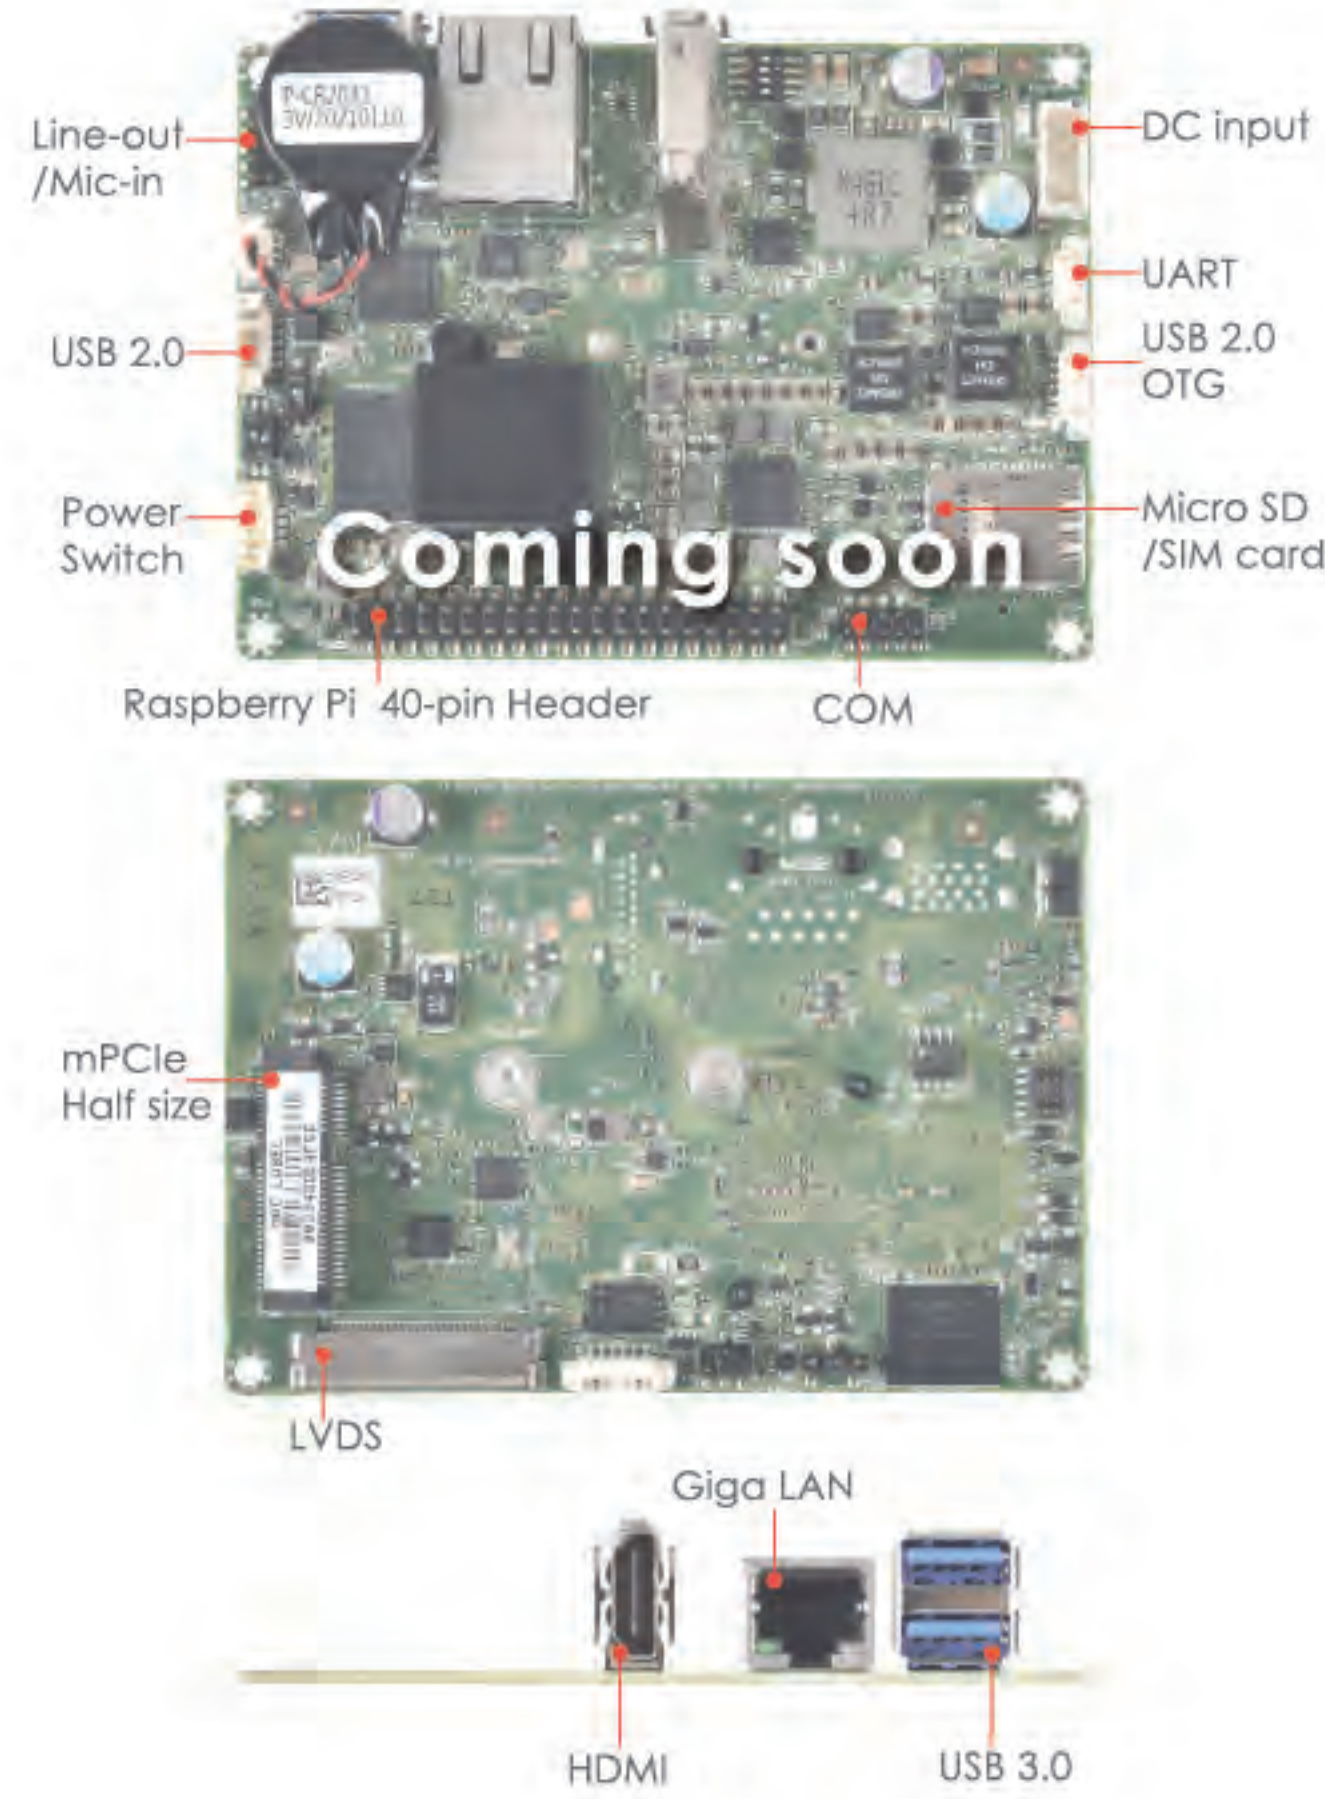 Line-out
/Mic-in
DC input
UART
USB 2.0
USB 2.0
OTG
Power
Switch
Micro SD
/SIM card
Coming soon
Raspberry Pi 40-pin Header
COM
mPCIe
Half size
LVDS
Giga LAN
HDMI
USB 3.0